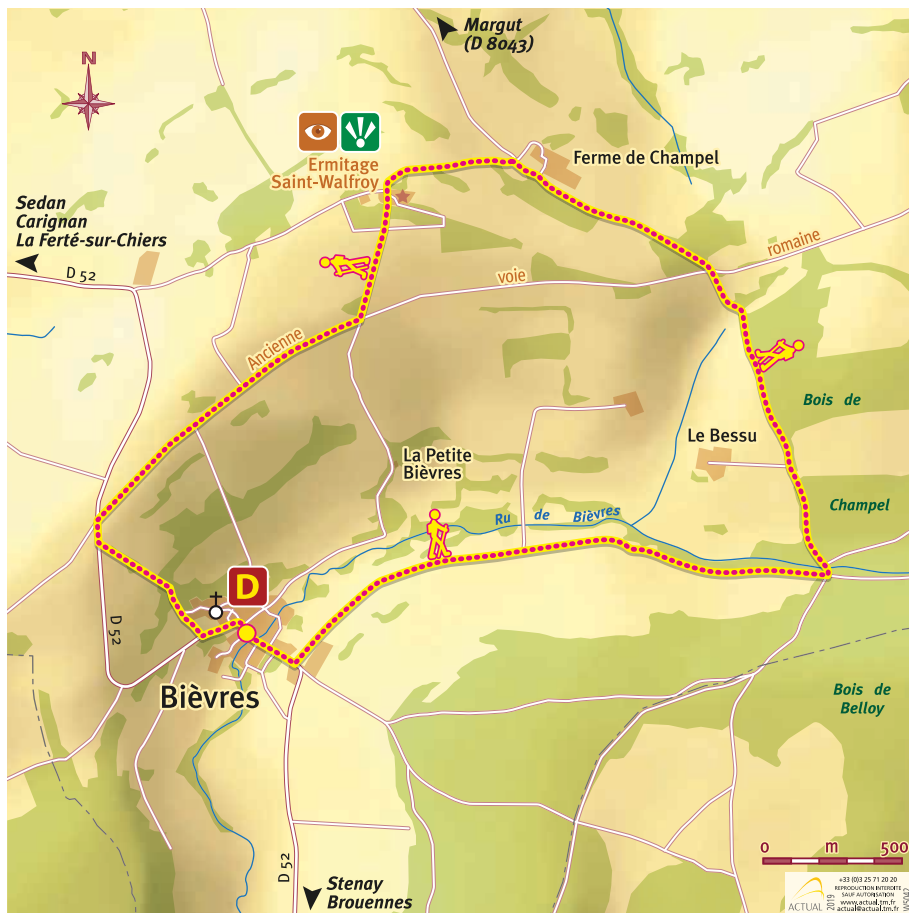 Margut
(D 8043)
N
Ermitage
Saint-Walfroy
Ferme de Champel
Sedan
Carignan
La Ferté-sur-Chiers
D 52
romaine
voie
Ancienne
Bois de
Le Bessu
La Petite
Bièvres
Champel
Ru de Bièvres
D
D 52
Bièvres
Bois de
Belloy
D 52
0 m 500
Stenay
Brouennes
ACTUAL
2019
+33 (0)3 25 71 20 20
REPRODUCTION INTERDITE
SAUF AUTORISATION
www.actual.tm.fr
actual@actual.tm.fr
W5042